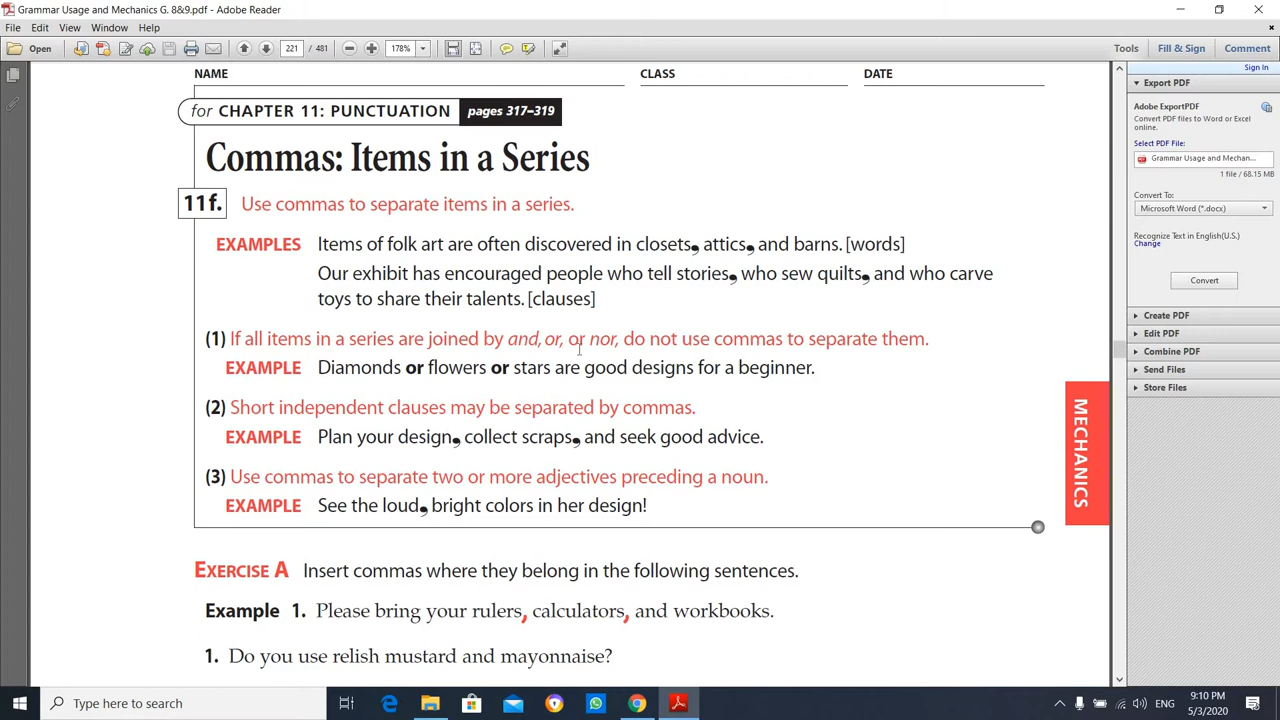 Grammar Usage and Mechanics G. 8&9.pdf - Adobe Reader
File Edit View Window Help
Open 221 / 481 178% Tools Fill & Sign Comment
Sign In
NAME CLASS DATE
for CHAPTER 11: PUNCTUATION pages 317–319
Commas: Items in a Series
11f. Use commas to separate items in a series.
EXAMPLES Items of folk art are often discovered in closets, attics, and barns. [words]
Our exhibit has encouraged people who tell stories, who sew quilts, and who carve
toys to share their talents. [clauses]
(1) If all items in a series are joined by and, or, or nor, do not use commas to separate them.
EXAMPLE Diamonds or flowers or stars are good designs for a beginner.
(2) Short independent clauses may be separated by commas.
EXAMPLE Plan your design, collect scraps, and seek good advice.
(3) Use commas to separate two or more adjectives preceding a noun.
EXAMPLE See the loud, bright colors in her design!
MECHANICS
EXERCISE A Insert commas where they belong in the following sentences.
Example 1. Please bring your rulers, calculators, and workbooks.
1. Do you use relish mustard and mayonnaise?
Export PDF
Adobe ExportPDF
Convert PDF files to Word or Excel
online.
Select PDF File:
Grammar Usage and Mechan...
1 file / 68.15 MB
Convert To:
Microsoft Word (*.docx)
Recognize Text in English(U.S.)
Change
Convert
Create PDF
Edit PDF
Combine PDF
Send Files
Store Files
Type here to search
ENG
9:10 PM
5/3/2020